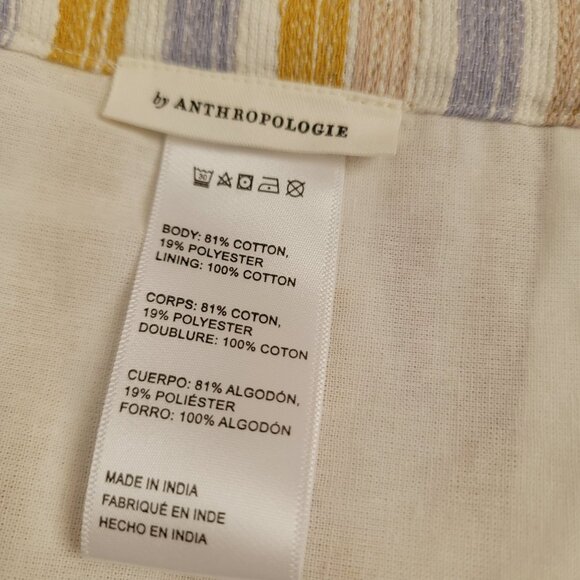 by ANTHROPOLOGIE
30
BODY: 81% COTTON,
19% POLYESTER
LINING: 100% COTTON
CORPS: 81% COTON,
19% POLYESTER
DOUBLURE: 100% COTON
CUERPO: 81% ALGODÓN,
19% POLIÉSTER
FORRO: 100% ALGODÓN
MADE IN INDIA
FABRIQUÉ EN INDE
HECHO EN INDIA